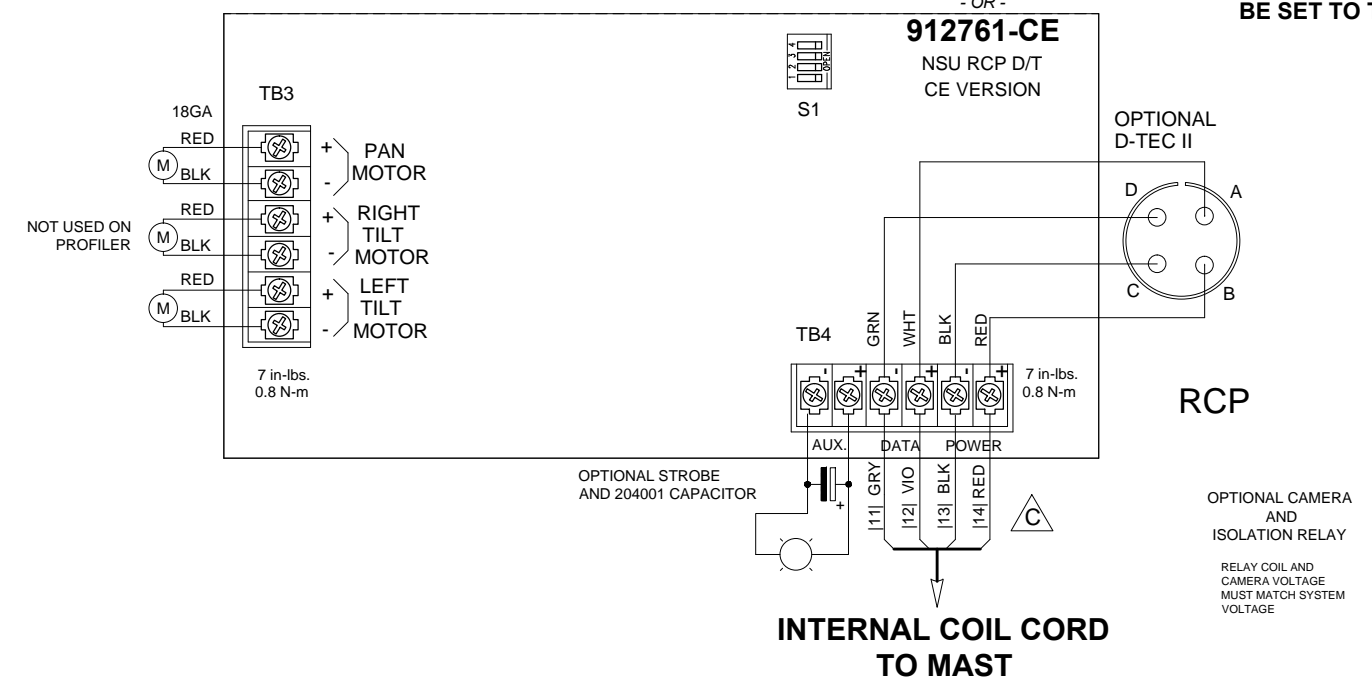 - OR -
912761-CE
NSU RCP D/T
CE VERSION
BE SET TO T
1 2 3 4
OPEN
S1
TB3
18GA
RED
BLK
M
+
-
PAN
MOTOR
NOT USED ON
PROFILER
RED
BLK
M
+
-
RIGHT
TILT
MOTOR
RED
BLK
M
+
-
LEFT
TILT
MOTOR
7 in-lbs.
0.8 N-m
OPTIONAL
D-TEC II
D
A
C
B
TB4
GRN
WHT
BLK
RED
- + - + - +
7 in-lbs.
0.8 N-m
AUX. DATA POWER
RCP
OPTIONAL STROBE
AND 204001 CAPACITOR
+
|11| GRY
|12| VIO
|13| BLK
|14| RED
C
OPTIONAL CAMERA
AND
ISOLATION RELAY
RELAY COIL AND
CAMERA VOLTAGE
MUST MATCH SYSTEM
VOLTAGE
INTERNAL COIL CORD
TO MAST